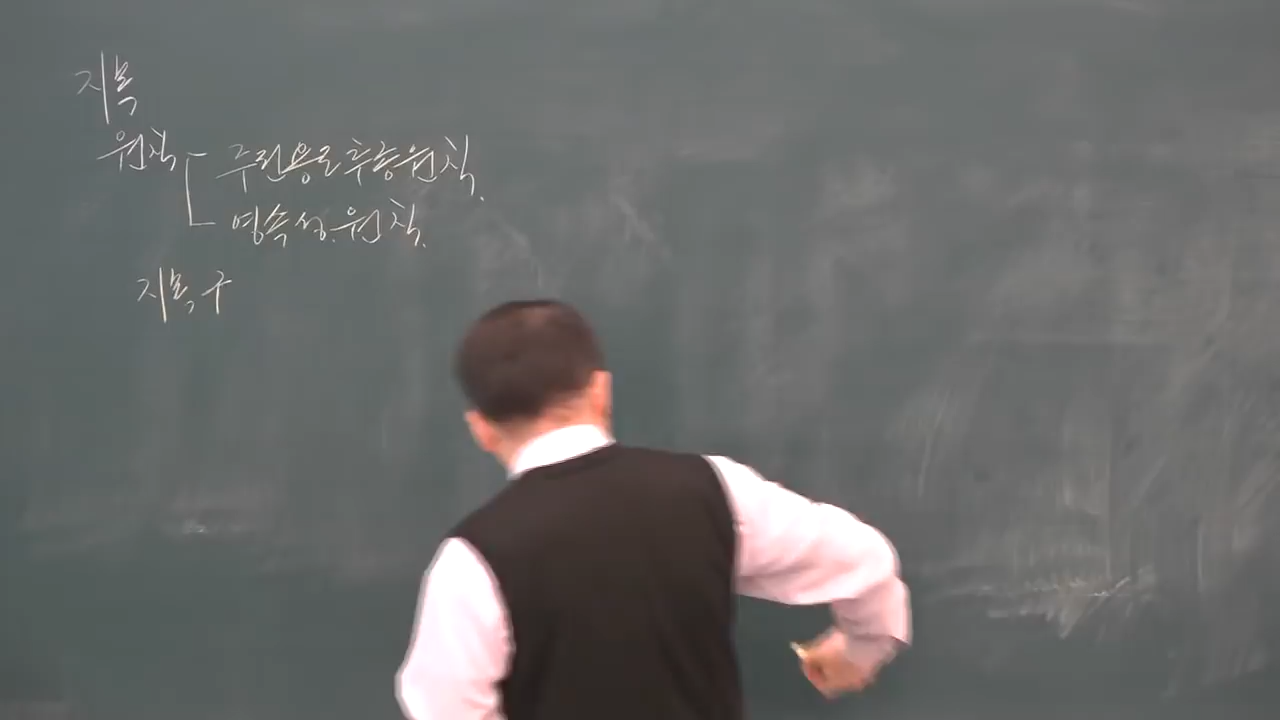 지목
원칙
주된용도추종원칙.
영속성.원칙.
지목, 구